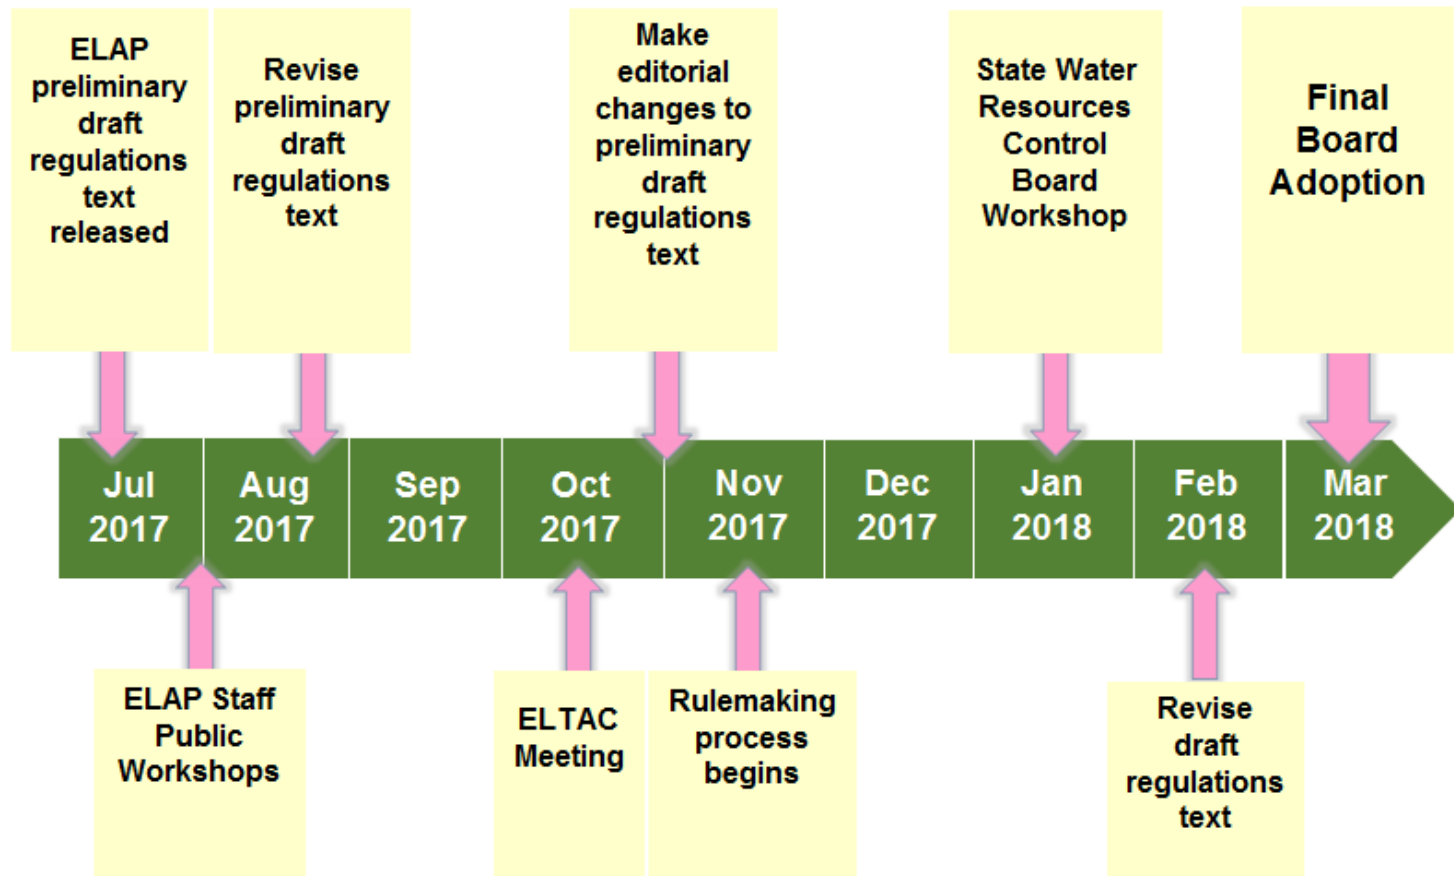 ELAP
preliminary
draft
regulations
text
released
Revise
preliminary
draft
regulations
text
Make
editorial
changes to
preliminary
draft
regulations
text
State Water
Resources
Control
Board
Workshop
Final
Board
Adoption
Jul
2017
Aug
2017
Sep
2017
Oct
2017
Nov
2017
Dec
2017
Jan
2018
Feb
2018
Mar
2018
ELAP Staff
Public
Workshops
ELTAC
Meeting
Rulemaking
process
begins
Revise
draft
regulations
text